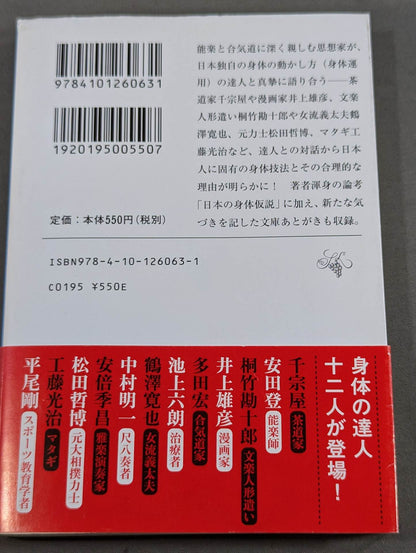 9784101260631
1920195005507
定価：本体550円（税別）
ISBN978-4-10-126063-1
C0195 ¥550E
能楽と合気道に深く親しむ思想家が、
日本独自の身体の動かし方（身体運
用）の達人と真摯に語り合う──茶
道家千宗屋や漫画家井上雄彦、文楽
人形遣い桐竹勘十郎や女流義太夫鶴
澤寛也、元力士松田哲博、マタギ工
藤光治など、達人との対話から日本人
に固有の身体技法とその合理的な
理由が明らかに！　著者渾身の論考
「日本の身体仮説」に加え、新たな気
づきを記した文庫あとがきも収録。
身体の達人
十二人が登場！
千宗屋 茶道家
安田登 能楽師
桐竹勘十郎 文楽人形遣い
井上雄彦 漫画家
多田宏 合気道家
池上六朗 治療者
鶴澤寛也 女流義太夫
中村明一 尺八奏者
安倍季昌 雅楽演奏家
松田哲博 元大相撲力士
工藤光治 マタギ
平尾剛 スポーツ教育学者